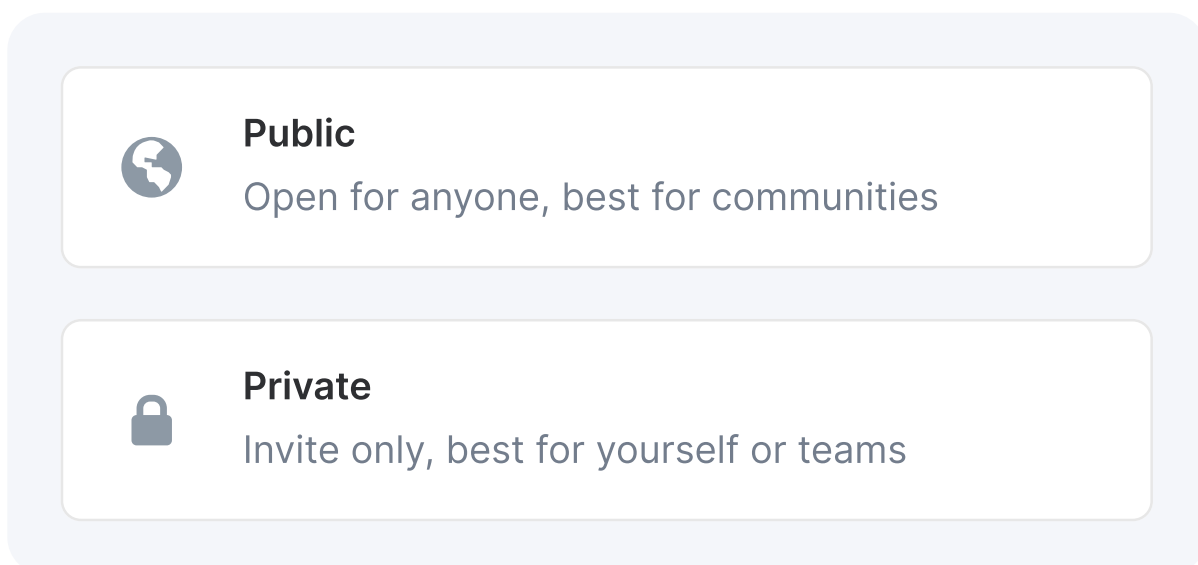 Public
Open for anyone, best for communities
Private
Invite only, best for yourself or teams